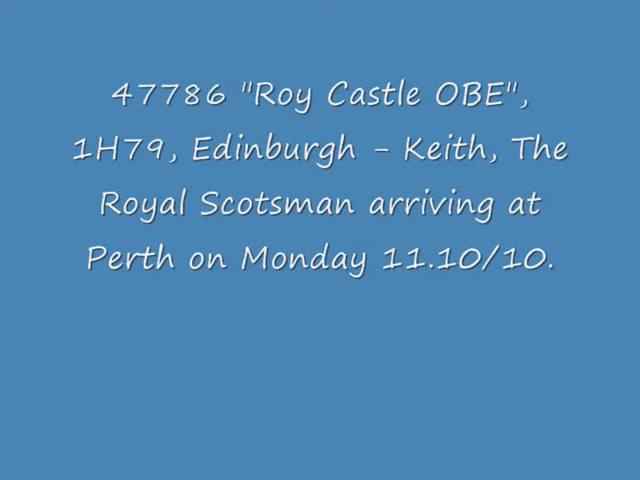 47786 "Roy Castle OBE",
1H79, Edinburgh - Keith, The
Royal Scotsman arriving at
Perth on Monday 11.10/10.